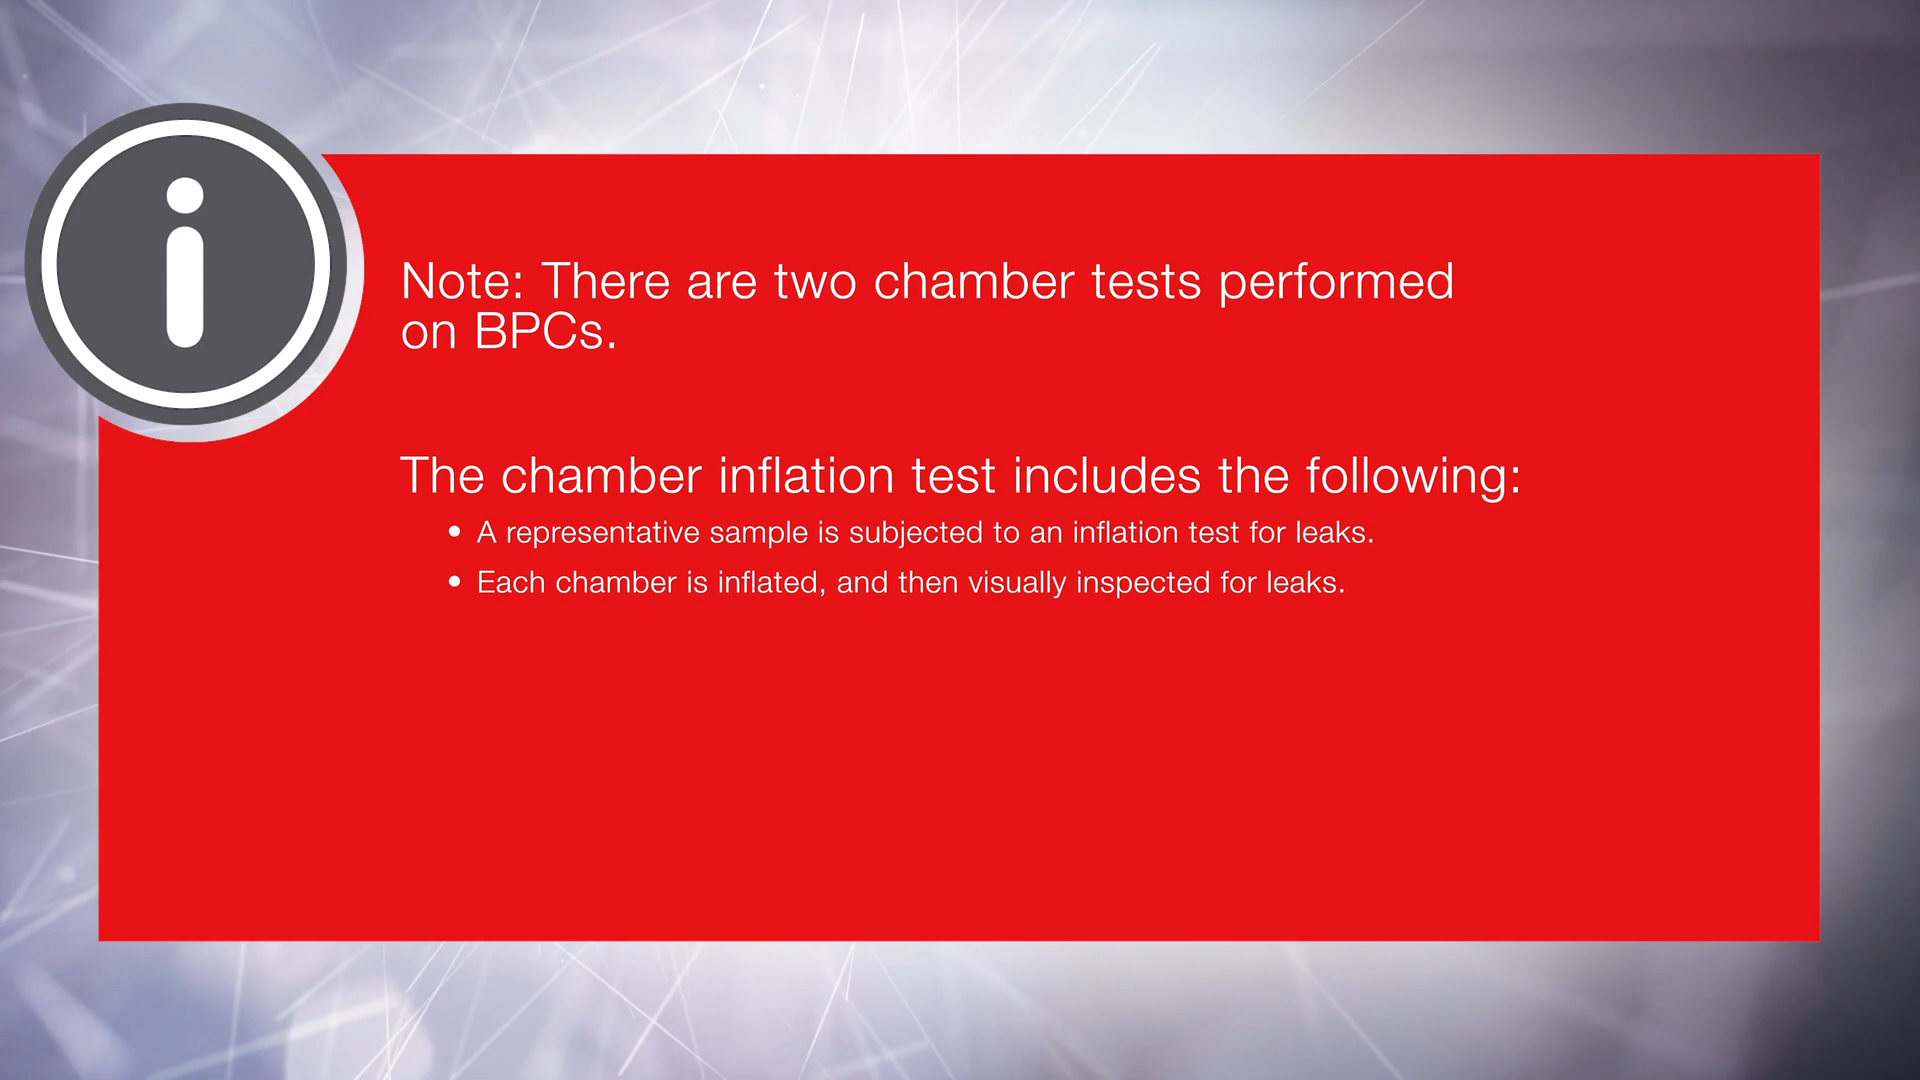 Note: There are two chamber tests performed
on BPCs.
The chamber inflation test includes the following:
• A representative sample is subjected to an inflation test for leaks.
• Each chamber is inflated, and then visually inspected for leaks.